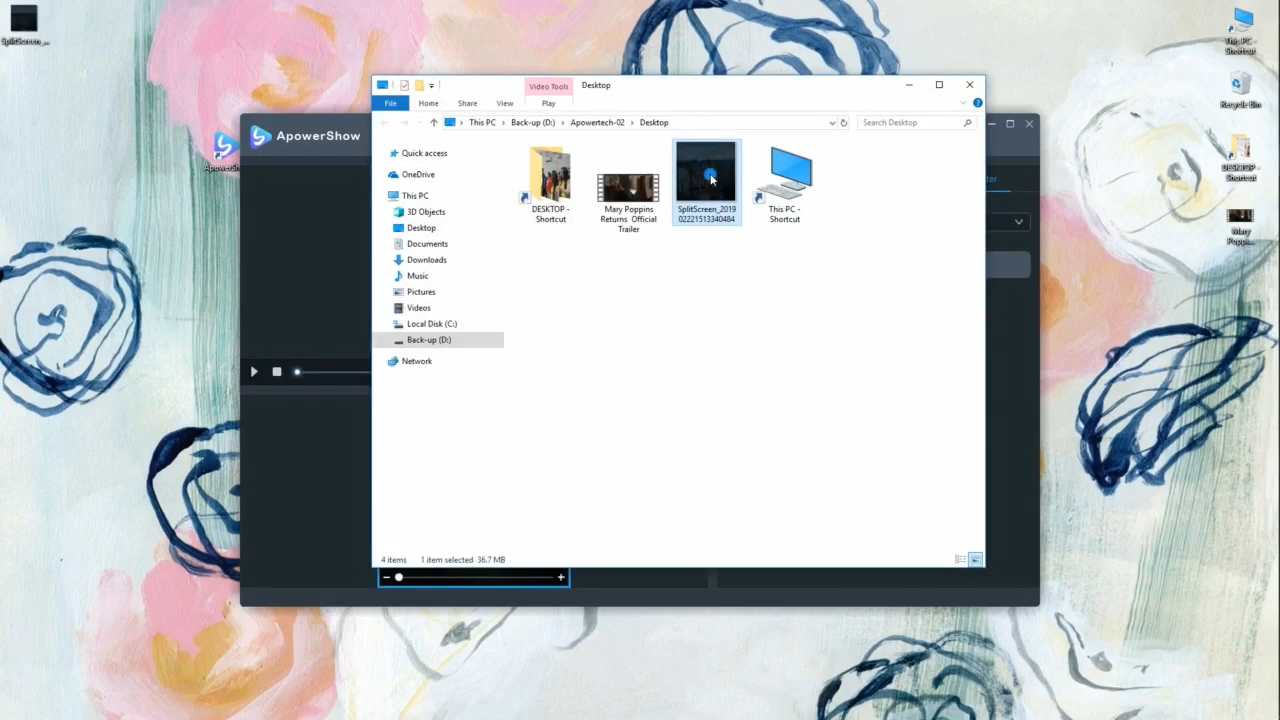 SplitScreen_...
This PC -
Shortcut
Recycle Bin
DESKTOP -
Shortcut
Mary
Poppi...
ApowerSh
ApowerShow
Video Tools
Desktop
File
Home
Share
View
Play
This PC
Back-up (D:)
Apowertech-02
Desktop
Search Desktop
Quick access
OneDrive
This PC
3D Objects
Desktop
Documents
Downloads
Music
Pictures
Videos
Local Disk (C:)
Back-up (D:)
Network
DESKTOP -
Shortcut
Mary Poppins
Returns Official
Trailer
SplitScreen_2019
02221513340484
This PC -
Shortcut
4 items
1 item selected 36.7 MB